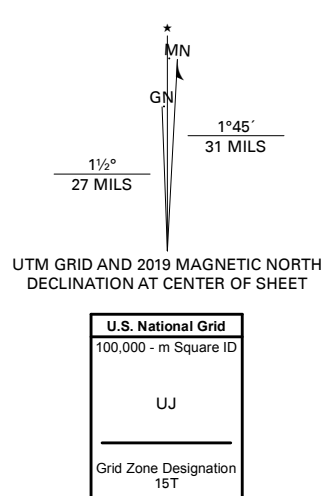 ★
MN
GN
1°45´
31 MILS
1½°
27 MILS
UTM GRID AND 2019 MAGNETIC NORTH
DECLINATION AT CENTER OF SHEET
U.S. National Grid
100,000 - m Square ID
UJ
Grid Zone Designation
15T